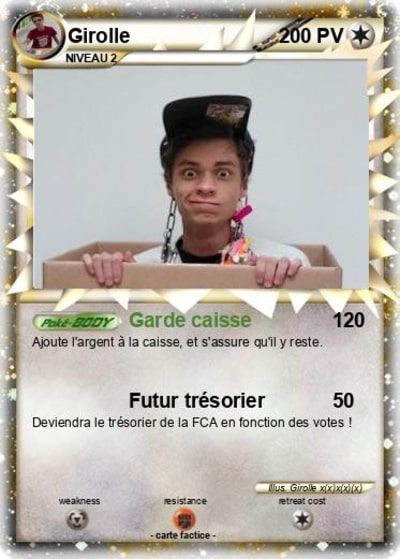 Girolle
200 PV
NIVEAU 2
Poké-BODY Garde caisse 120
Ajoute l'argent à la caisse, et s'assure qu'il y reste.
Futur trésorier 50
Deviendra le trésorier de la FCA en fonction des votes !
Illus. Girolle x(x)x(x)(x)
weakness resistance retreat cost
- carte factice -